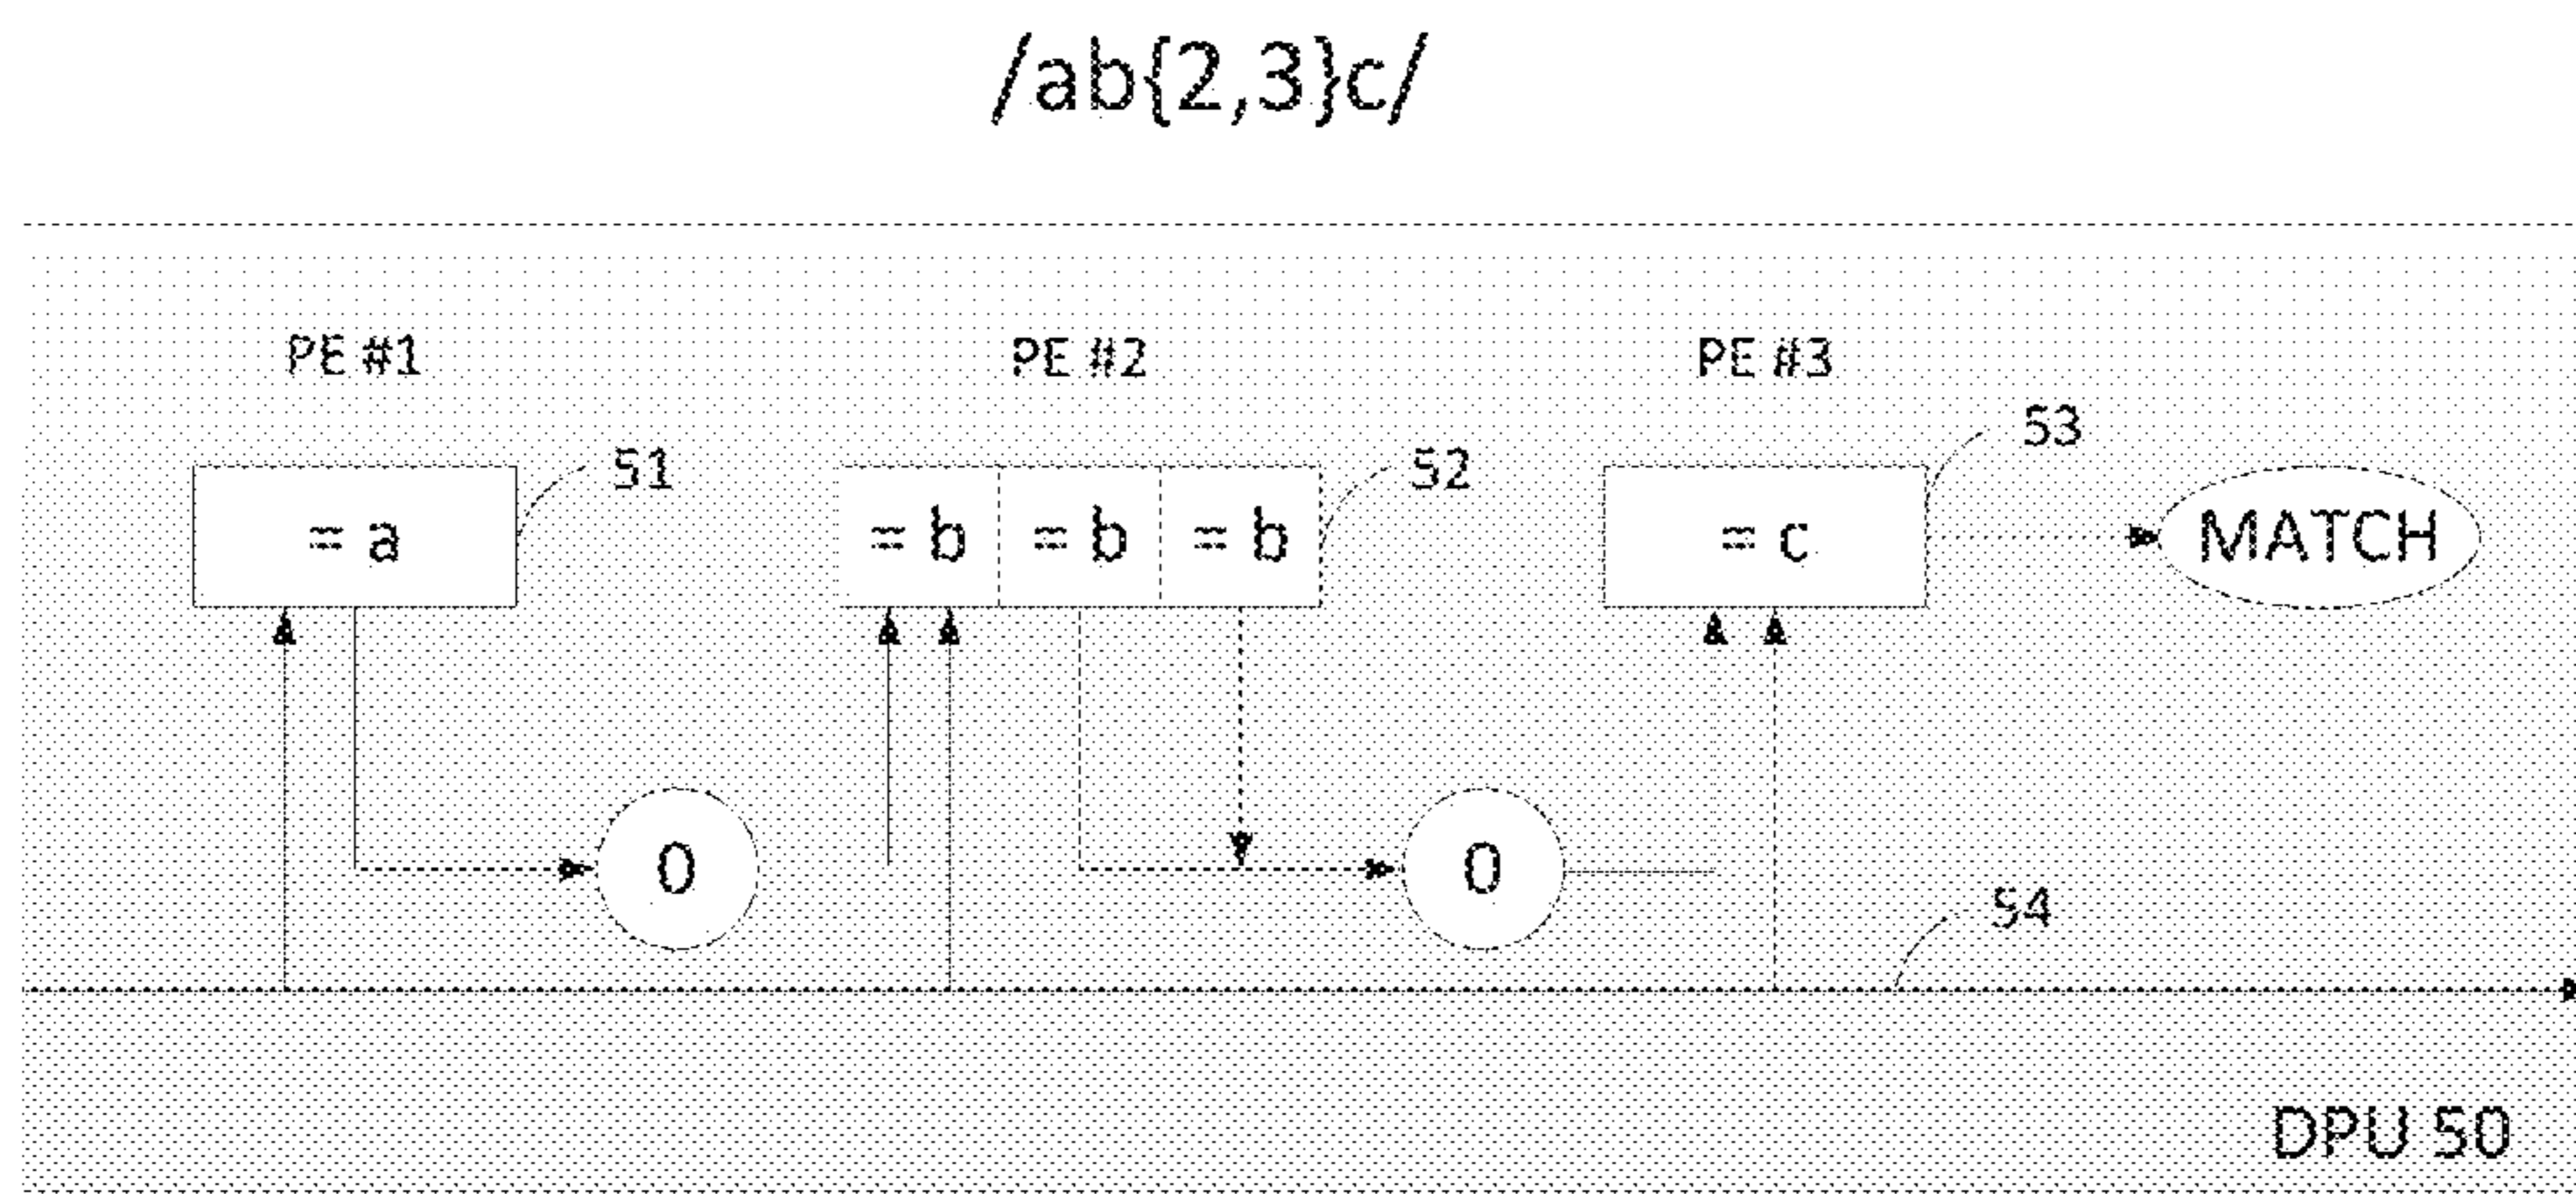 /ab{2,3}c/
PE #1 PE #2 PE #3
51 52 53
= a = b = b = b = c MATCH
0 0
54
DPU 50